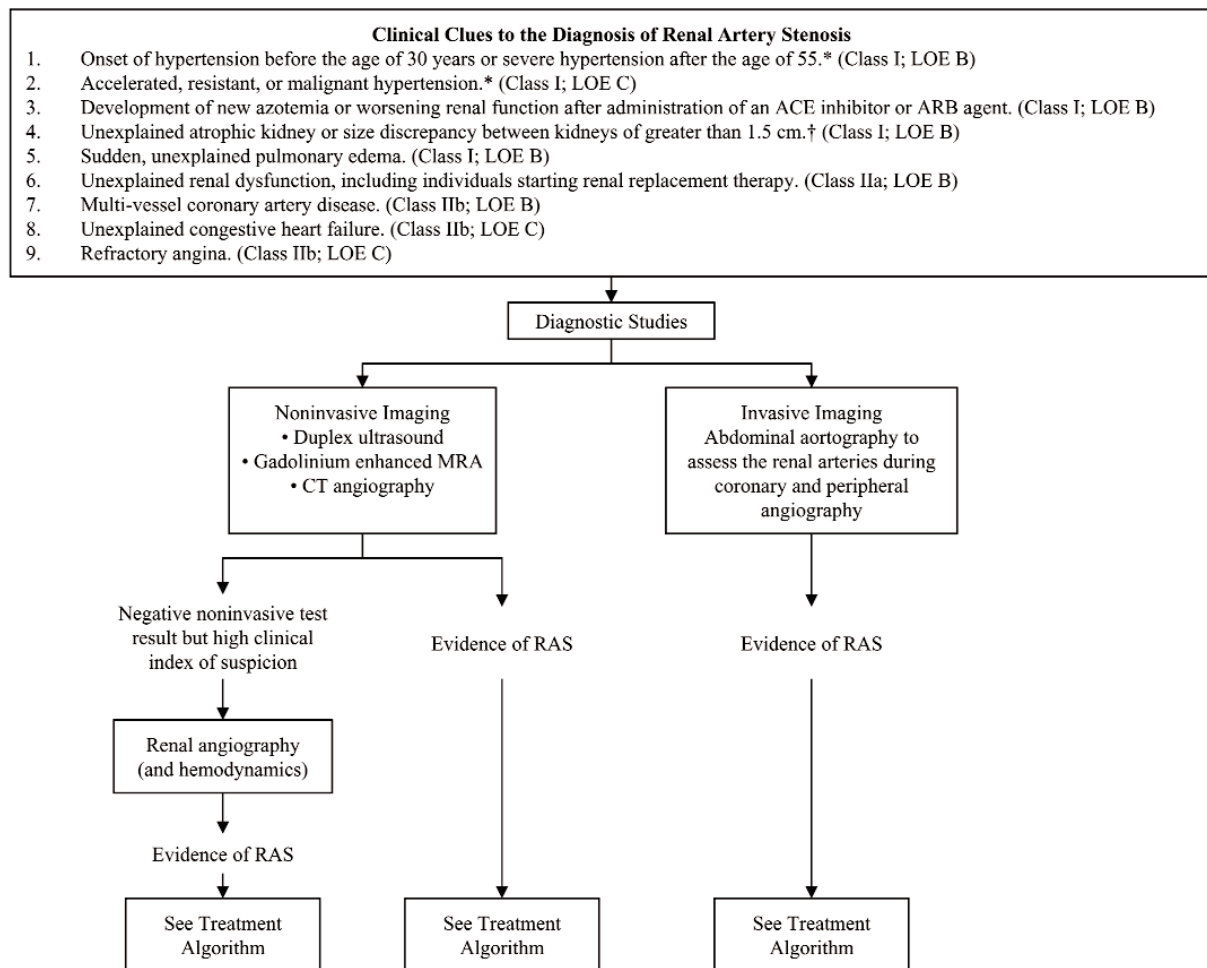 Clinical Clues to the Diagnosis of Renal Artery Stenosis
1. Onset of hypertension before the age of 30 years or severe hypertension after the age of 55.* (Class I; LOE B)
2. Accelerated, resistant, or malignant hypertension.* (Class I; LOE C)
3. Development of new azotemia or worsening renal function after administration of an ACE inhibitor or ARB agent. (Class I; LOE B)
4. Unexplained atrophic kidney or size discrepancy between kidneys of greater than 1.5 cm.† (Class I; LOE B)
5. Sudden, unexplained pulmonary edema. (Class I; LOE B)
6. Unexplained renal dysfunction, including individuals starting renal replacement therapy. (Class IIa; LOE B)
7. Multi-vessel coronary artery disease. (Class IIb; LOE B)
8. Unexplained congestive heart failure. (Class IIb; LOE C)
9. Refractory angina. (Class IIb; LOE C)
Diagnostic Studies
Noninvasive Imaging
• Duplex ultrasound
• Gadolinium enhanced MRA
• CT angiography
Invasive Imaging
Abdominal aortography to
assess the renal arteries during
coronary and peripheral
angiography
Negative noninvasive test
result but high clinical
index of suspicion
Evidence of RAS
Evidence of RAS
Renal angiography
(and hemodynamics)
Evidence of RAS
See Treatment
Algorithm
See Treatment
Algorithm
See Treatment
Algorithm